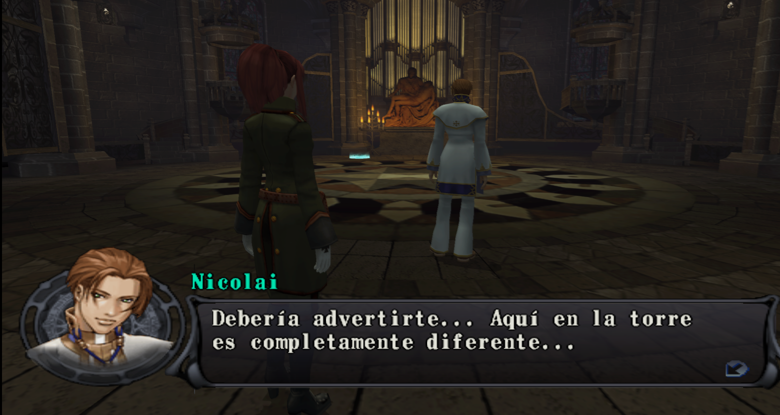 Nicolai
Debería advertirte... Aquí en la torre
es completamente diferente...